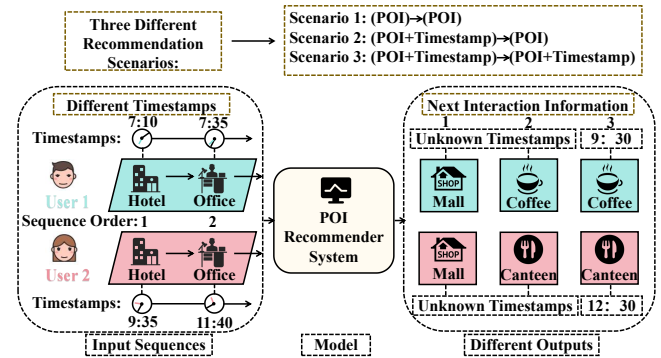 Three Different
Recommendation
Scenarios:
Scenario 1: (POI)→(POI)
Scenario 2: (POI+Timestamp)→(POI)
Scenario 3: (POI+Timestamp)→(POI+Timestamp)
Different Timestamps
7:10 7:35
Timestamps:
User 1
Hotel Office
Sequence Order: 1 2
User 2
Hotel Office
Timestamps:
9:35 11:40
Input Sequences
POI
Recommender
System
Model
Next Interaction Information
1 2 3
Unknown Timestamps 9: 30
SHOP
Mall Coffee Coffee
SHOP
Mall Canteen Canteen
Unknown Timestamps 12: 30
Different Outputs